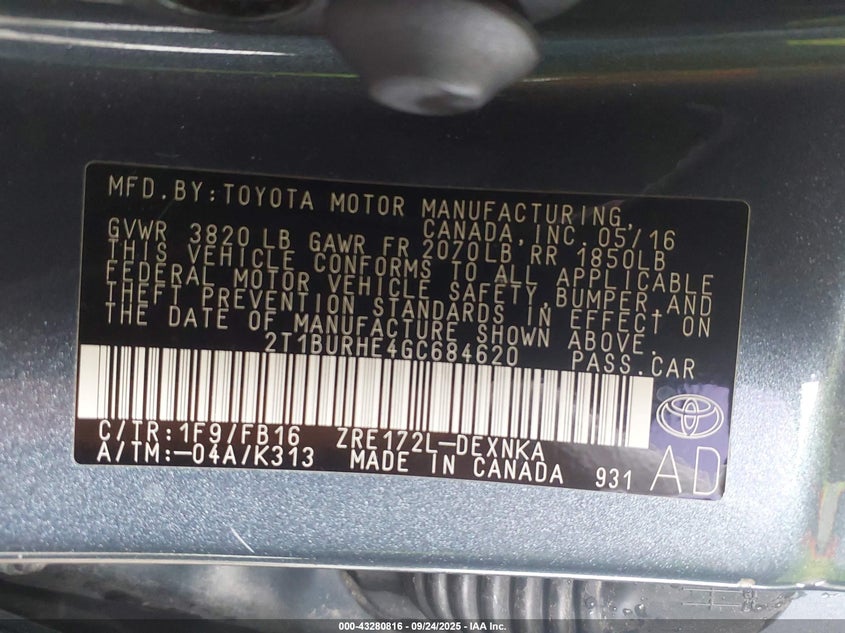 MFD.BY:TOYOTA MOTOR MANUFACTURING,
CANADA,INC.05/16
GVWR 3820LB GAWR FR 2070LB RR 1850LB
THIS VEHICLE CONFORMS TO ALL APPLICABLE
FEDERAL MOTOR VEHICLE SAFETY,BUMPER,AND
THEFT PREVENTION STANDARDS IN EFFECT ON
THE DATE OF MANUFACTURE SHOWN ABOVE.
2T1BURHE4GC684620 PASS.CAR
C/TR:1F9/FB16 ZRE172L-DEXNKA
A/TM:-04A/K313 MADE IN CANADA 931 AD
000-43280816 - 09/24/2025 - IAA Inc.